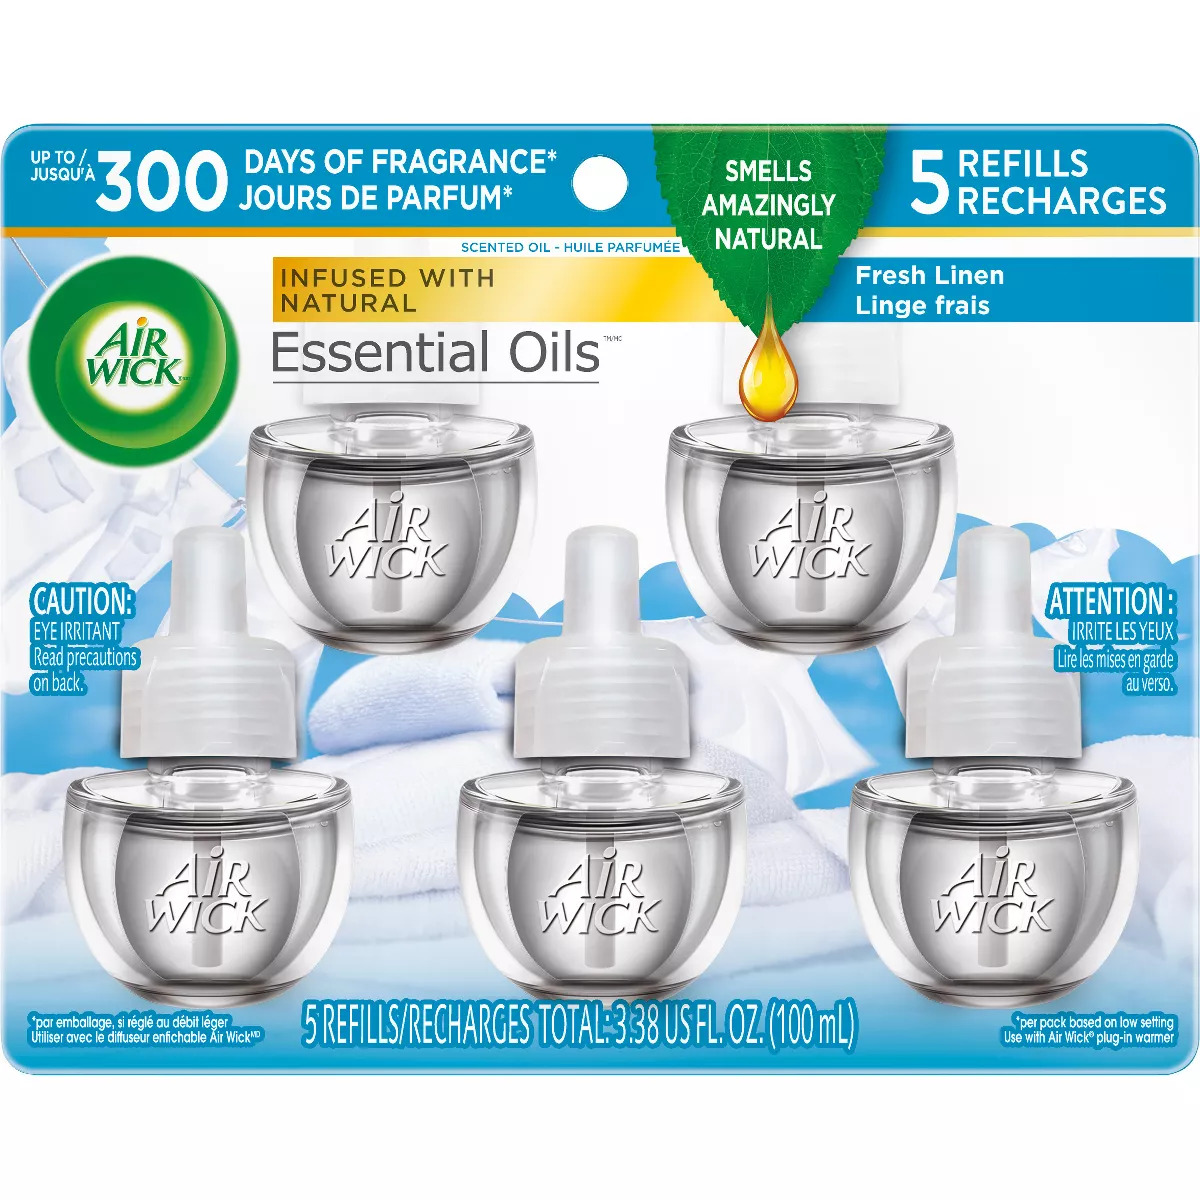 UP TO /
JUSQU'À
300
DAYS OF FRAGRANCE*
JOURS DE PARFUM*
SMELLS
AMAZINGLY
NATURAL
5
REFILLS
RECHARGES
SCENTED OIL - HUILE PARFUMÉE
INFUSED WITH
NATURAL
Essential Oils™/MC
Fresh Linen
Linge frais
AIR
WICK™
AIR
WICK
AIR
WICK
CAUTION:
EYE IRRITANT
Read precautions
on back.
ATTENTION :
IRRITE LES YEUX
Lire les mises en garde
au verso.
AIR
WICK
AIR
WICK
AIR
WICK
*par emballage, si réglé au débit léger
Utiliser avec le diffuseur enfichable Air WickMD
5 REFILLS/RECHARGES TOTAL: 3.38 US FL. OZ. (100 mL)
*per pack based on low setting
Use with Air Wick® plug-in warmer